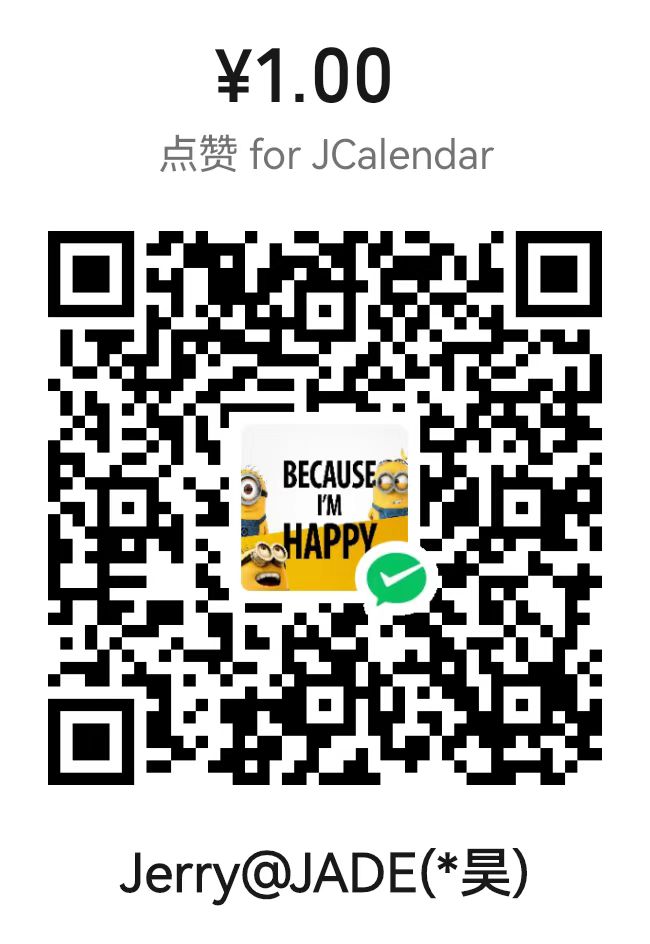 ¥1.00
点赞 for JCalendar
BECAUSE
I'M
HAPPY
Jerry@JADE(*昊)